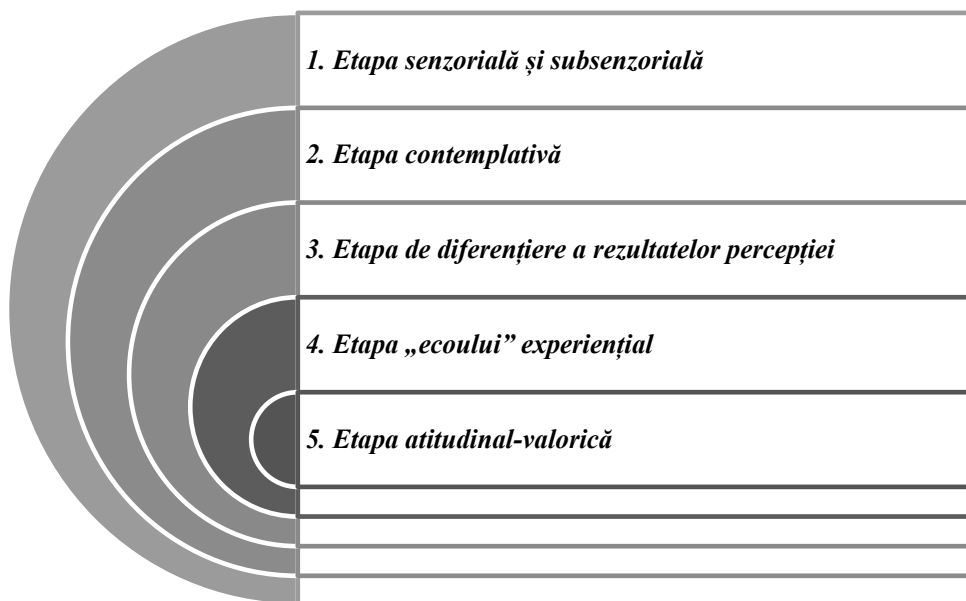 1. Etapa senzorială și subsenzorială
2. Etapa contemplativă
3. Etapa de diferențiere a rezultatelor percepției
4. Etapa „ecoului” experiențial
5. Etapa atitudinal-valorică